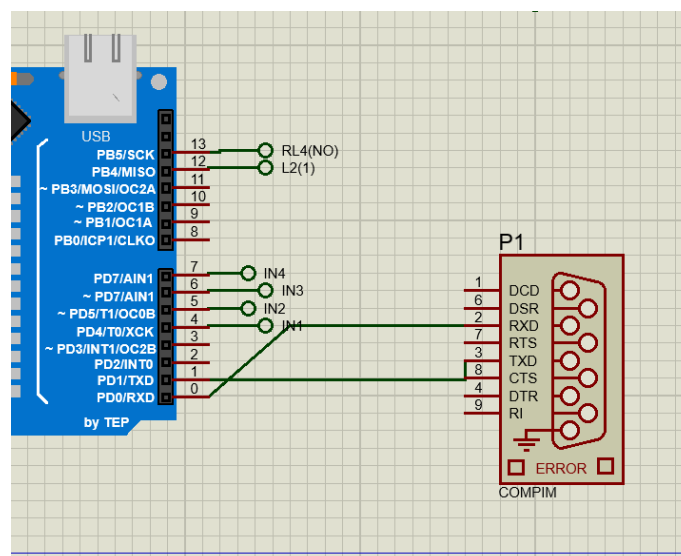 USB
PB5/SCK 13 RL4(NO)
PB4/MISO 12 L2(1)
~ PB3/MOSI/OC2A 11
~ PB2/OC1B 10
~ PB1/OC1A 9
PB0/ICP1/CLKO 8
PD7/AIN1 7 IN4
~ PD7/AIN1 6 IN3
~ PD5/T1/OC0B 5 IN2
PD4/T0/XCK 4 IN1
~ PD3/INT1/OC2B 3
PD2/INT0 2
PD1/TXD 1
PD0/RXD 0
by TEP
P1
1 DCD
6 DSR
2 RXD
7 RTS
3 TXD
8 CTS
4 DTR
9 RI
ERROR
COMPIM